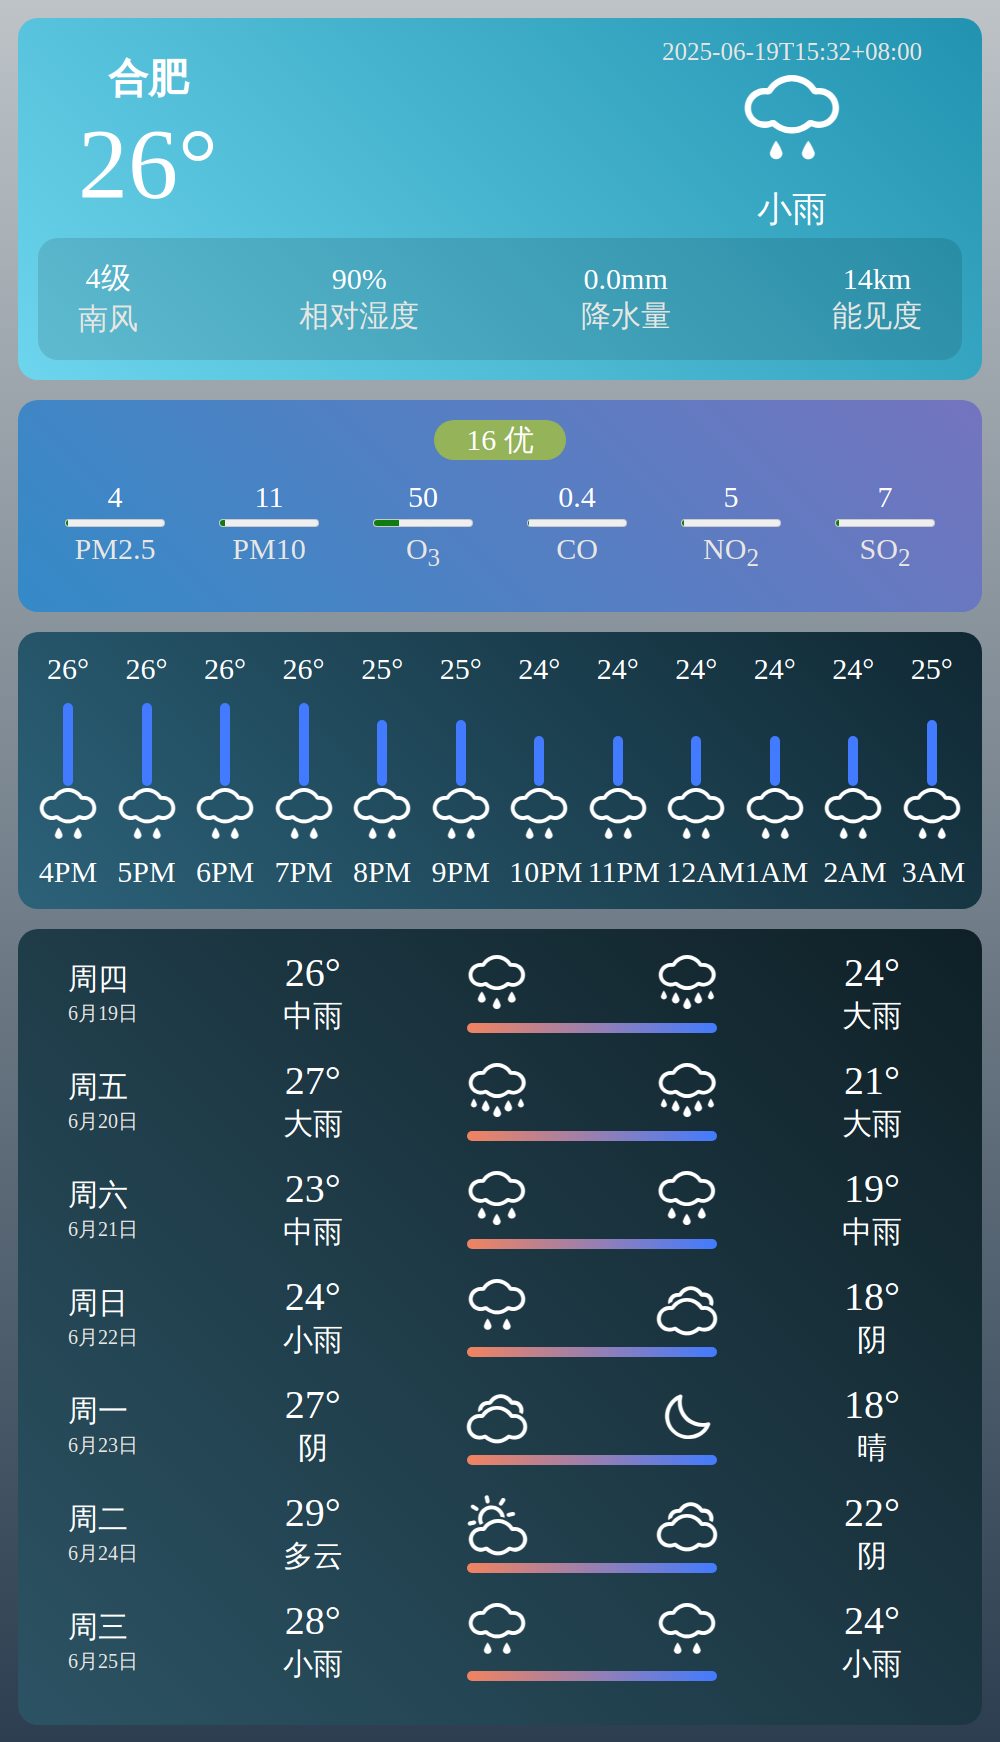 合肥
26°
2025-06-19T15:32+08:00
小雨
4级 90% 0.0mm 14km
南风 相对湿度 降水量 能见度
16 优
4 11 50 0.4 5 7
PM2.5 PM10 O3 CO NO2 SO2
26° 26° 26° 26° 25° 25° 24° 24° 24° 24° 24° 25°
4PM 5PM 6PM 7PM 8PM 9PM 10PM 11PM 12AM 1AM 2AM 3AM
周四 26° 24°
6月19日 中雨 大雨
周五 27° 21°
6月20日 大雨 大雨
周六 23° 19°
6月21日 中雨 中雨
周日 24° 18°
6月22日 小雨 阴
周一 27° 18°
6月23日 阴 晴
周二 29° 22°
6月24日 多云 阴
周三 28° 24°
6月25日 小雨 小雨